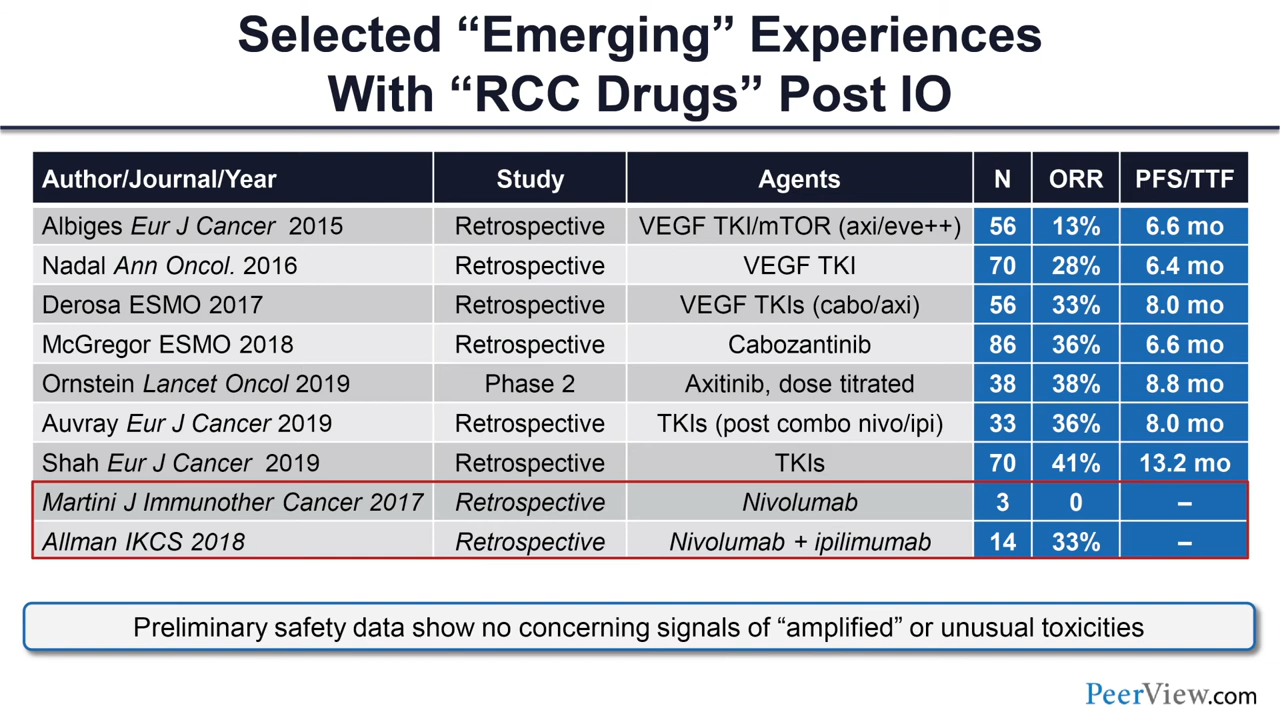 Selected “Emerging” Experiences
With “RCC Drugs” Post IO
Author/Journal/Year Study Agents N ORR PFS/TTF
Albiges Eur J Cancer 2015 Retrospective VEGF TKI/mTOR (axi/eve++) 56 13% 6.6 mo
Nadal Ann Oncol. 2016 Retrospective VEGF TKI 70 28% 6.4 mo
Derosa ESMO 2017 Retrospective VEGF TKIs (cabo/axi) 56 33% 8.0 mo
McGregor ESMO 2018 Retrospective Cabozantinib 86 36% 6.6 mo
Ornstein Lancet Oncol 2019 Phase 2 Axitinib, dose titrated 38 38% 8.8 mo
Auvray Eur J Cancer 2019 Retrospective TKIs (post combo nivo/ipi) 33 36% 8.0 mo
Shah Eur J Cancer 2019 Retrospective TKIs 70 41% 13.2 mo
Martini J Immunother Cancer 2017 Retrospective Nivolumab 3 0 –
Allman IKCS 2018 Retrospective Nivolumab + ipilimumab 14 33% –
Preliminary safety data show no concerning signals of “amplified” or unusual toxicities
PeerView.com